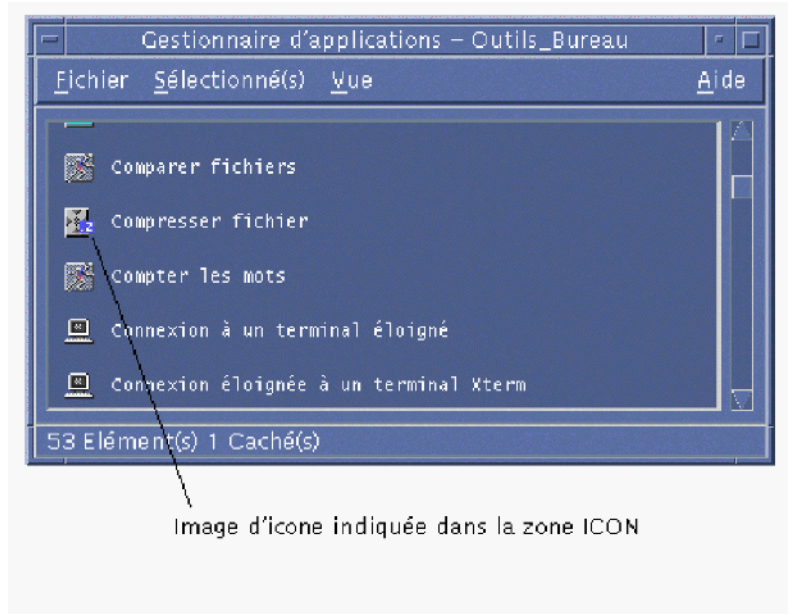 Gestionnaire d'applications – Outils_Bureau
Fichier Sélectionné(s) Vue Aide
Comparer fichiers
Compresser fichier
Compter les mots
Connexion à un terminal éloigné
Connexion éloignée à un terminal Xterm
53 Elément(s) 1 Caché(s)
Image d'icone indiquée dans la zone ICON